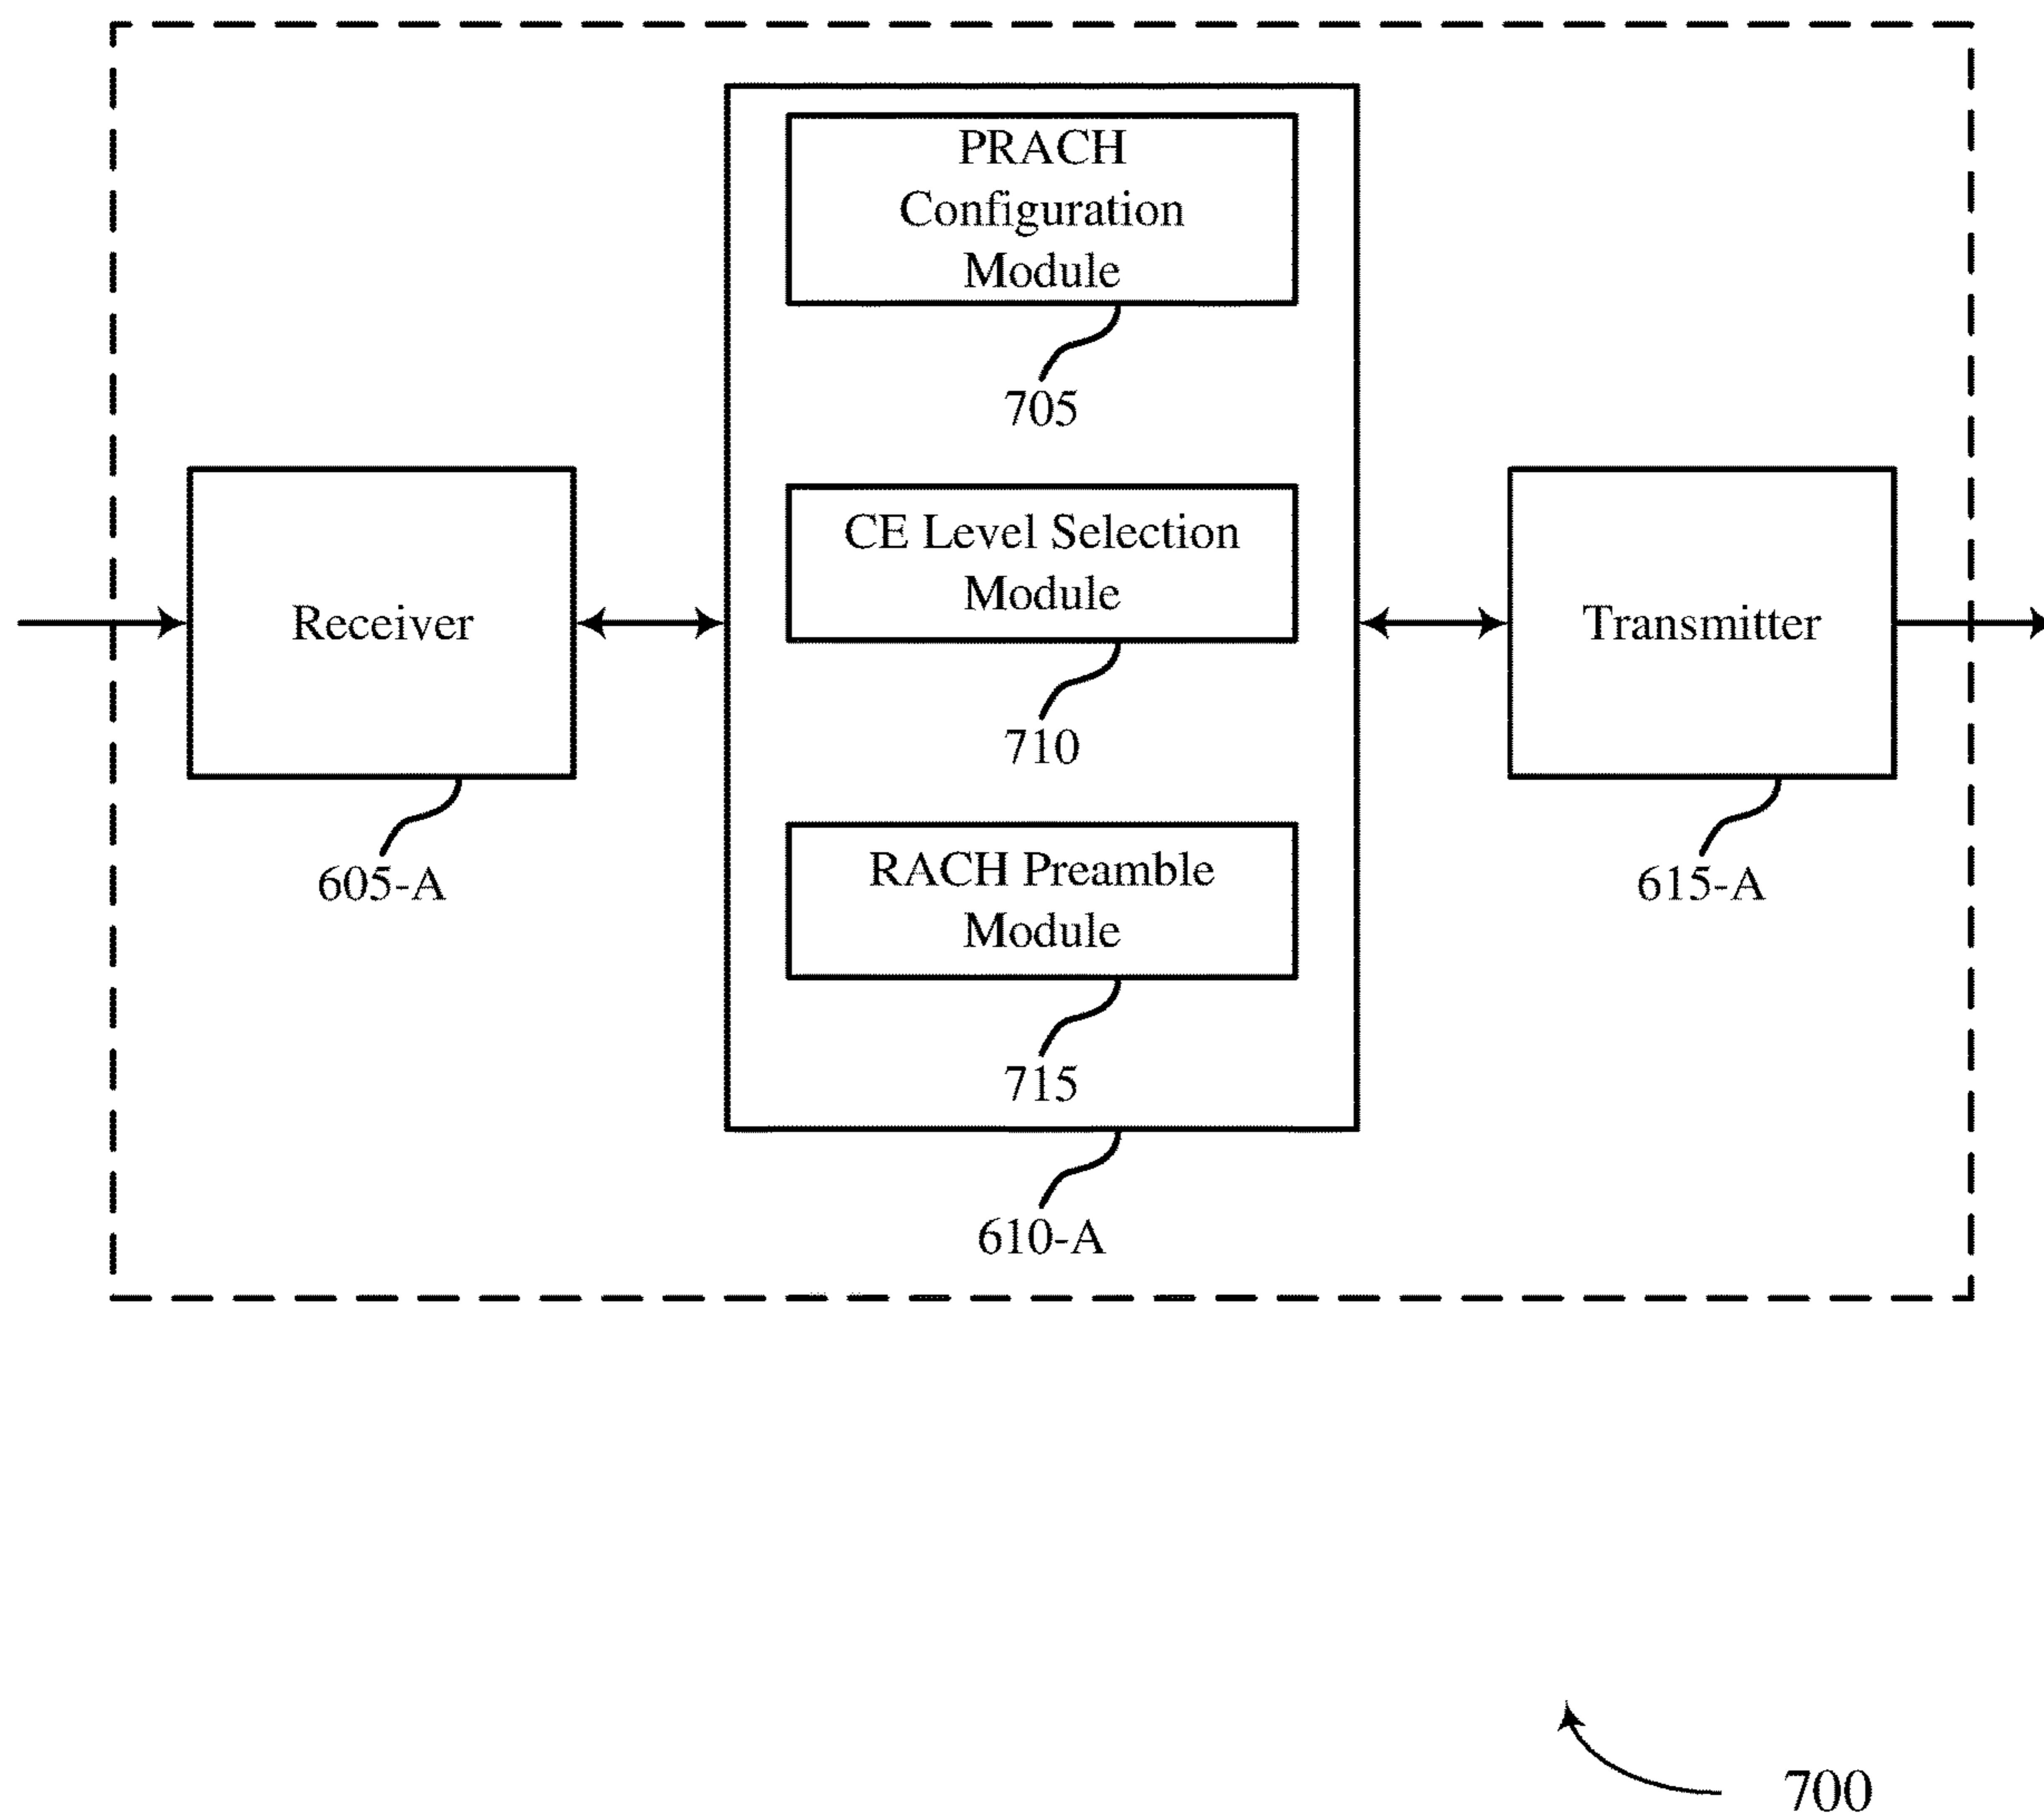 PRACH
Configuration
Module
705
CE Level Selection
Module
710
RACH Preamble
Module
715
610-A
Receiver
605-A
Transmitter
615-A
700